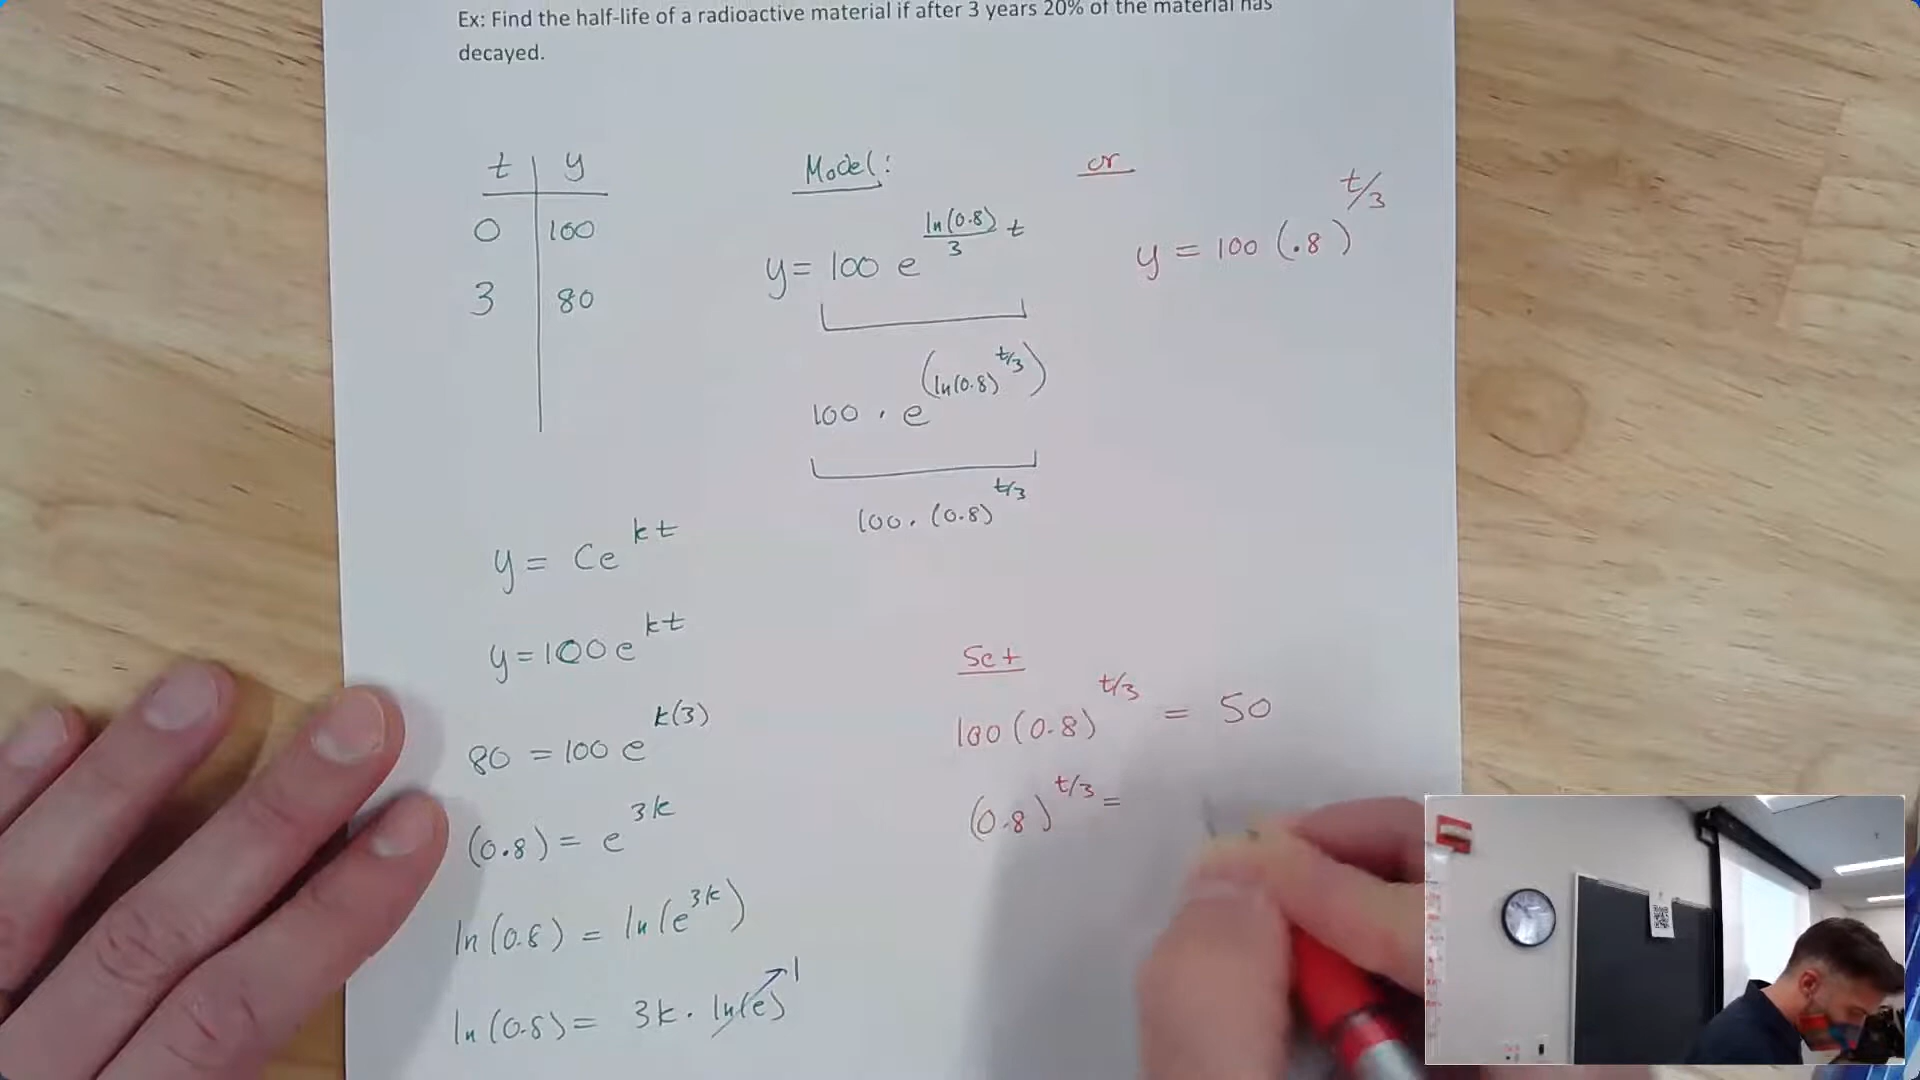 Ex: Find the half-life of a radioactive material if after 3 years 20% of the material has
decayed.
t | y
0 | 100
3 | 80
Model:
y = 100 e^(ln(0.8)/3 t)
100 · e^(ln(0.8)^(t/3))
100 · (0.8)^(t/3)
or
y = 100 (.8)^(t/3)
y = Ce^(kt)
y = 100e^(kt)
80 = 100 e^(k(3))
(0.8) = e^(3k)
ln(0.8) = ln(e^(3k))
ln(0.8) = 3k · ln(e) 1
Set
100(0.8)^(t/3) = 50
(0.8)^(t/3) =